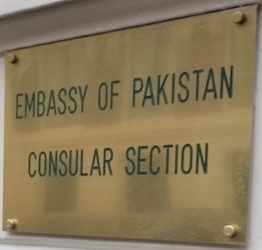 EMBASSY OF PAKISTAN
CONSULAR SECTION